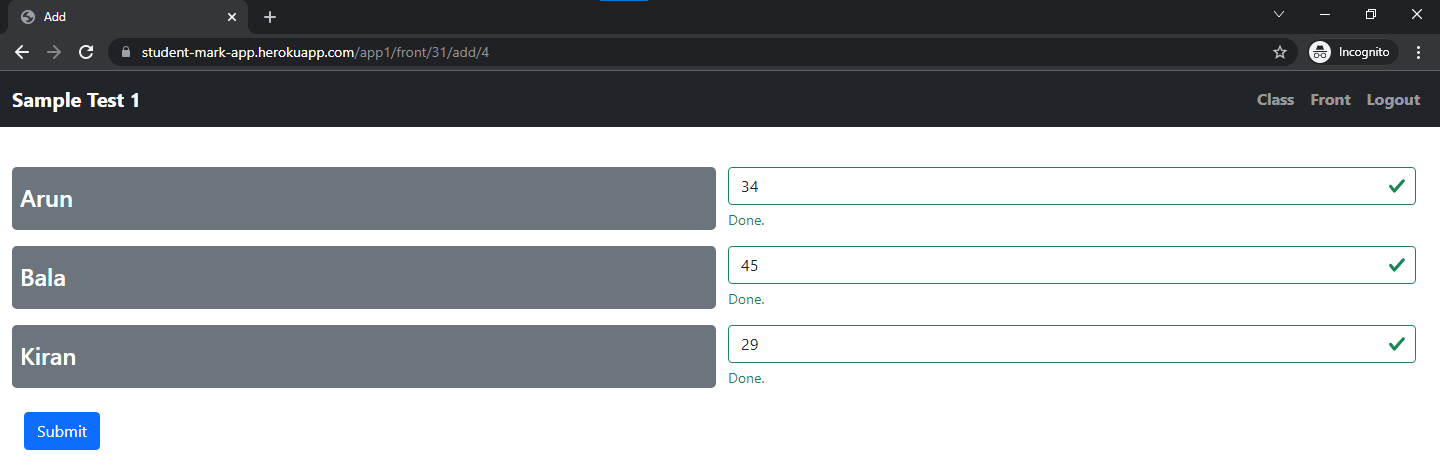 Add
student-mark-app.herokuapp.com/app1/front/31/add/4
Incognito
Sample Test 1
Class Front Logout
Arun
34
Done.
Bala
45
Done.
Kiran
29
Done.
Submit